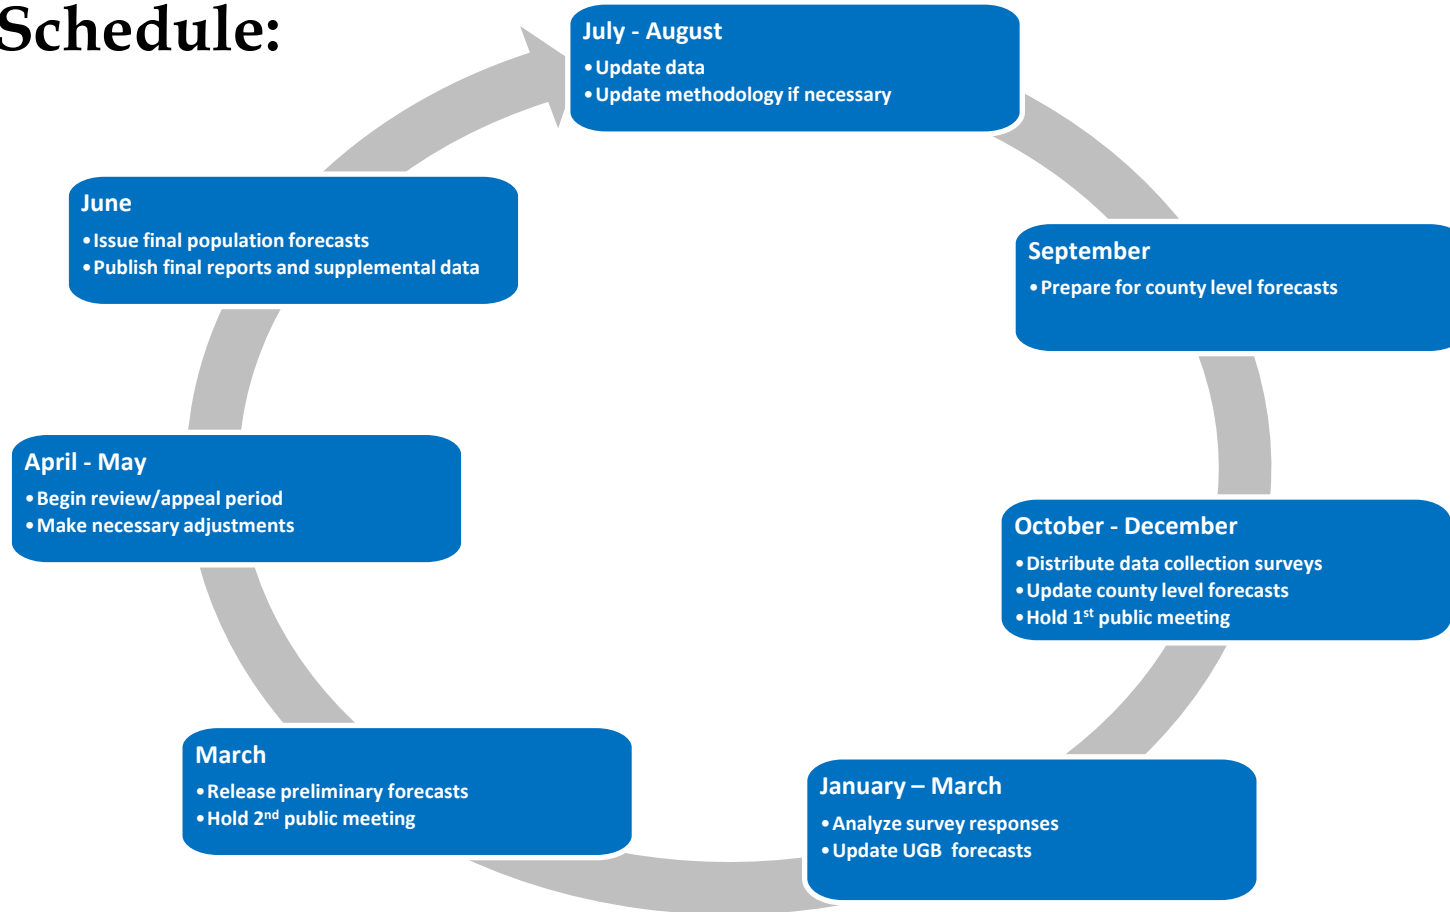 Schedule:
July - August
•Update data
•Update methodology if necessary
September
•Prepare for county level forecasts
October - December
•Distribute data collection surveys
•Update county level forecasts
•Hold 1st public meeting
January – March
•Analyze survey responses
•Update UGB forecasts
March
•Release preliminary forecasts
•Hold 2nd public meeting
April - May
•Begin review/appeal period
•Make necessary adjustments
June
•Issue final population forecasts
•Publish final reports and supplemental data